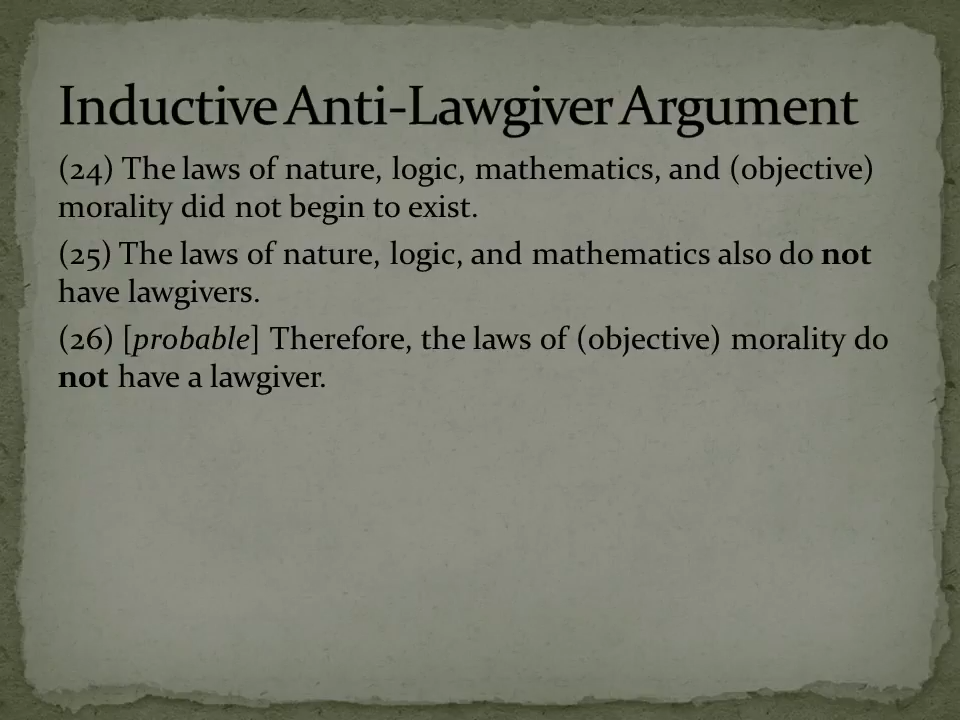 Inductive Anti-Lawgiver Argument
(24) The laws of nature, logic, mathematics, and (objective)
morality did not begin to exist.
(25) The laws of nature, logic, and mathematics also do not
have lawgivers.
(26) [probable] Therefore, the laws of (objective) morality do
not have a lawgiver.